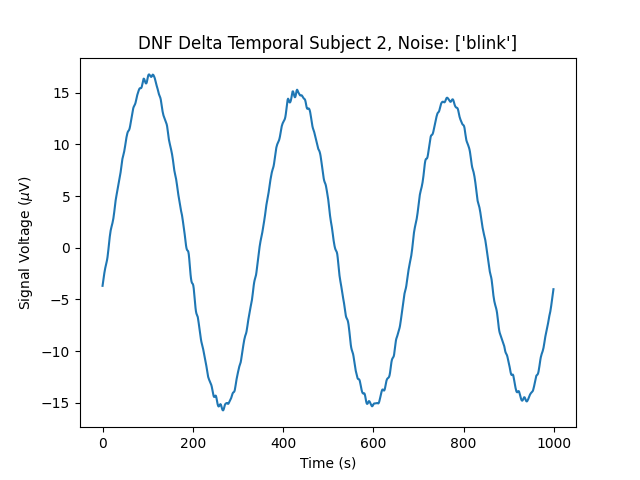 DNF Delta Temporal Subject 2, Noise: ['blink']
Signal Voltage (μV)
15
10
5
0
−5
−10
−15
0 200 400 600 800 1000
Time (s)